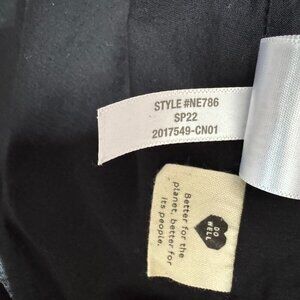 STYLE #NE786
SP22
2017549-CN01
DO
WELL
Better for the
planet, better for
its people.